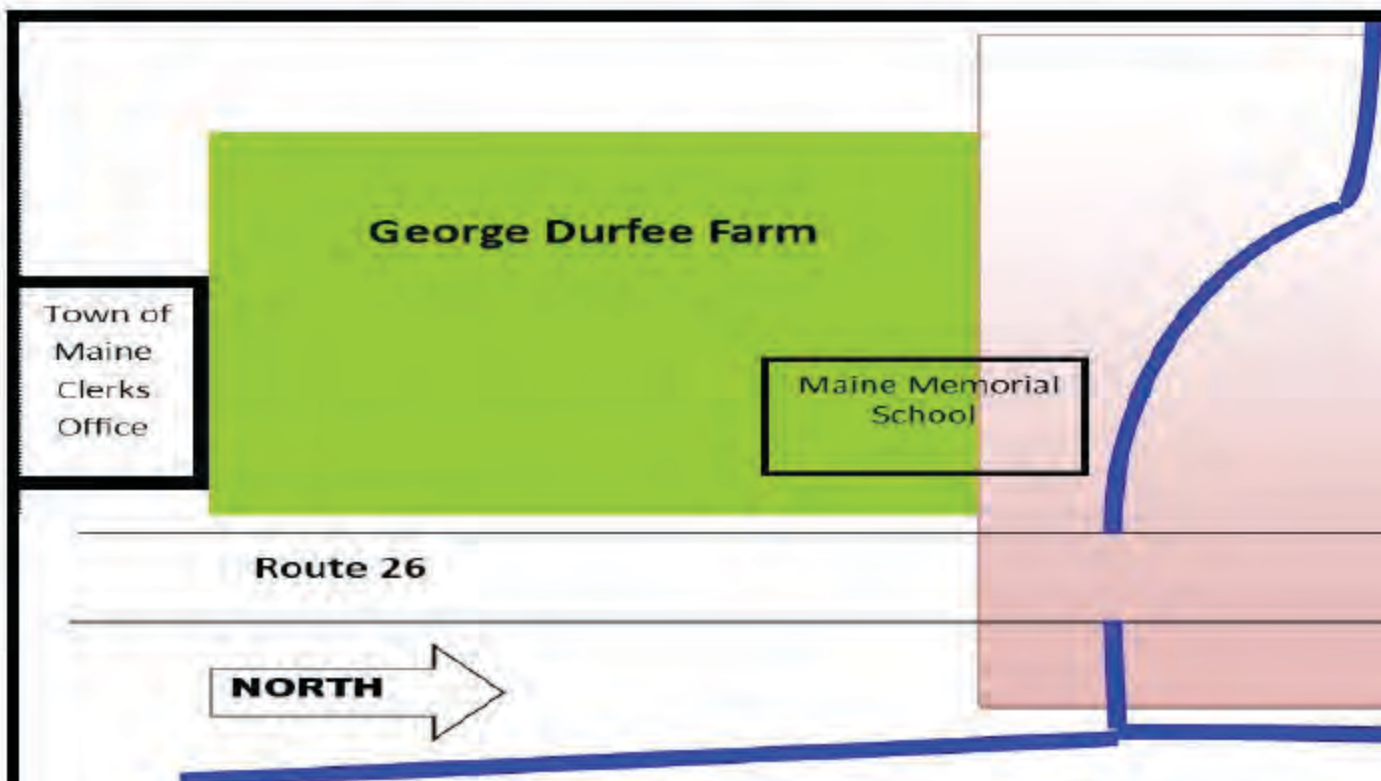 George Durfee Farm
Town of
Maine
Clerks
Office
Maine Memorial
School
Route 26
NORTH